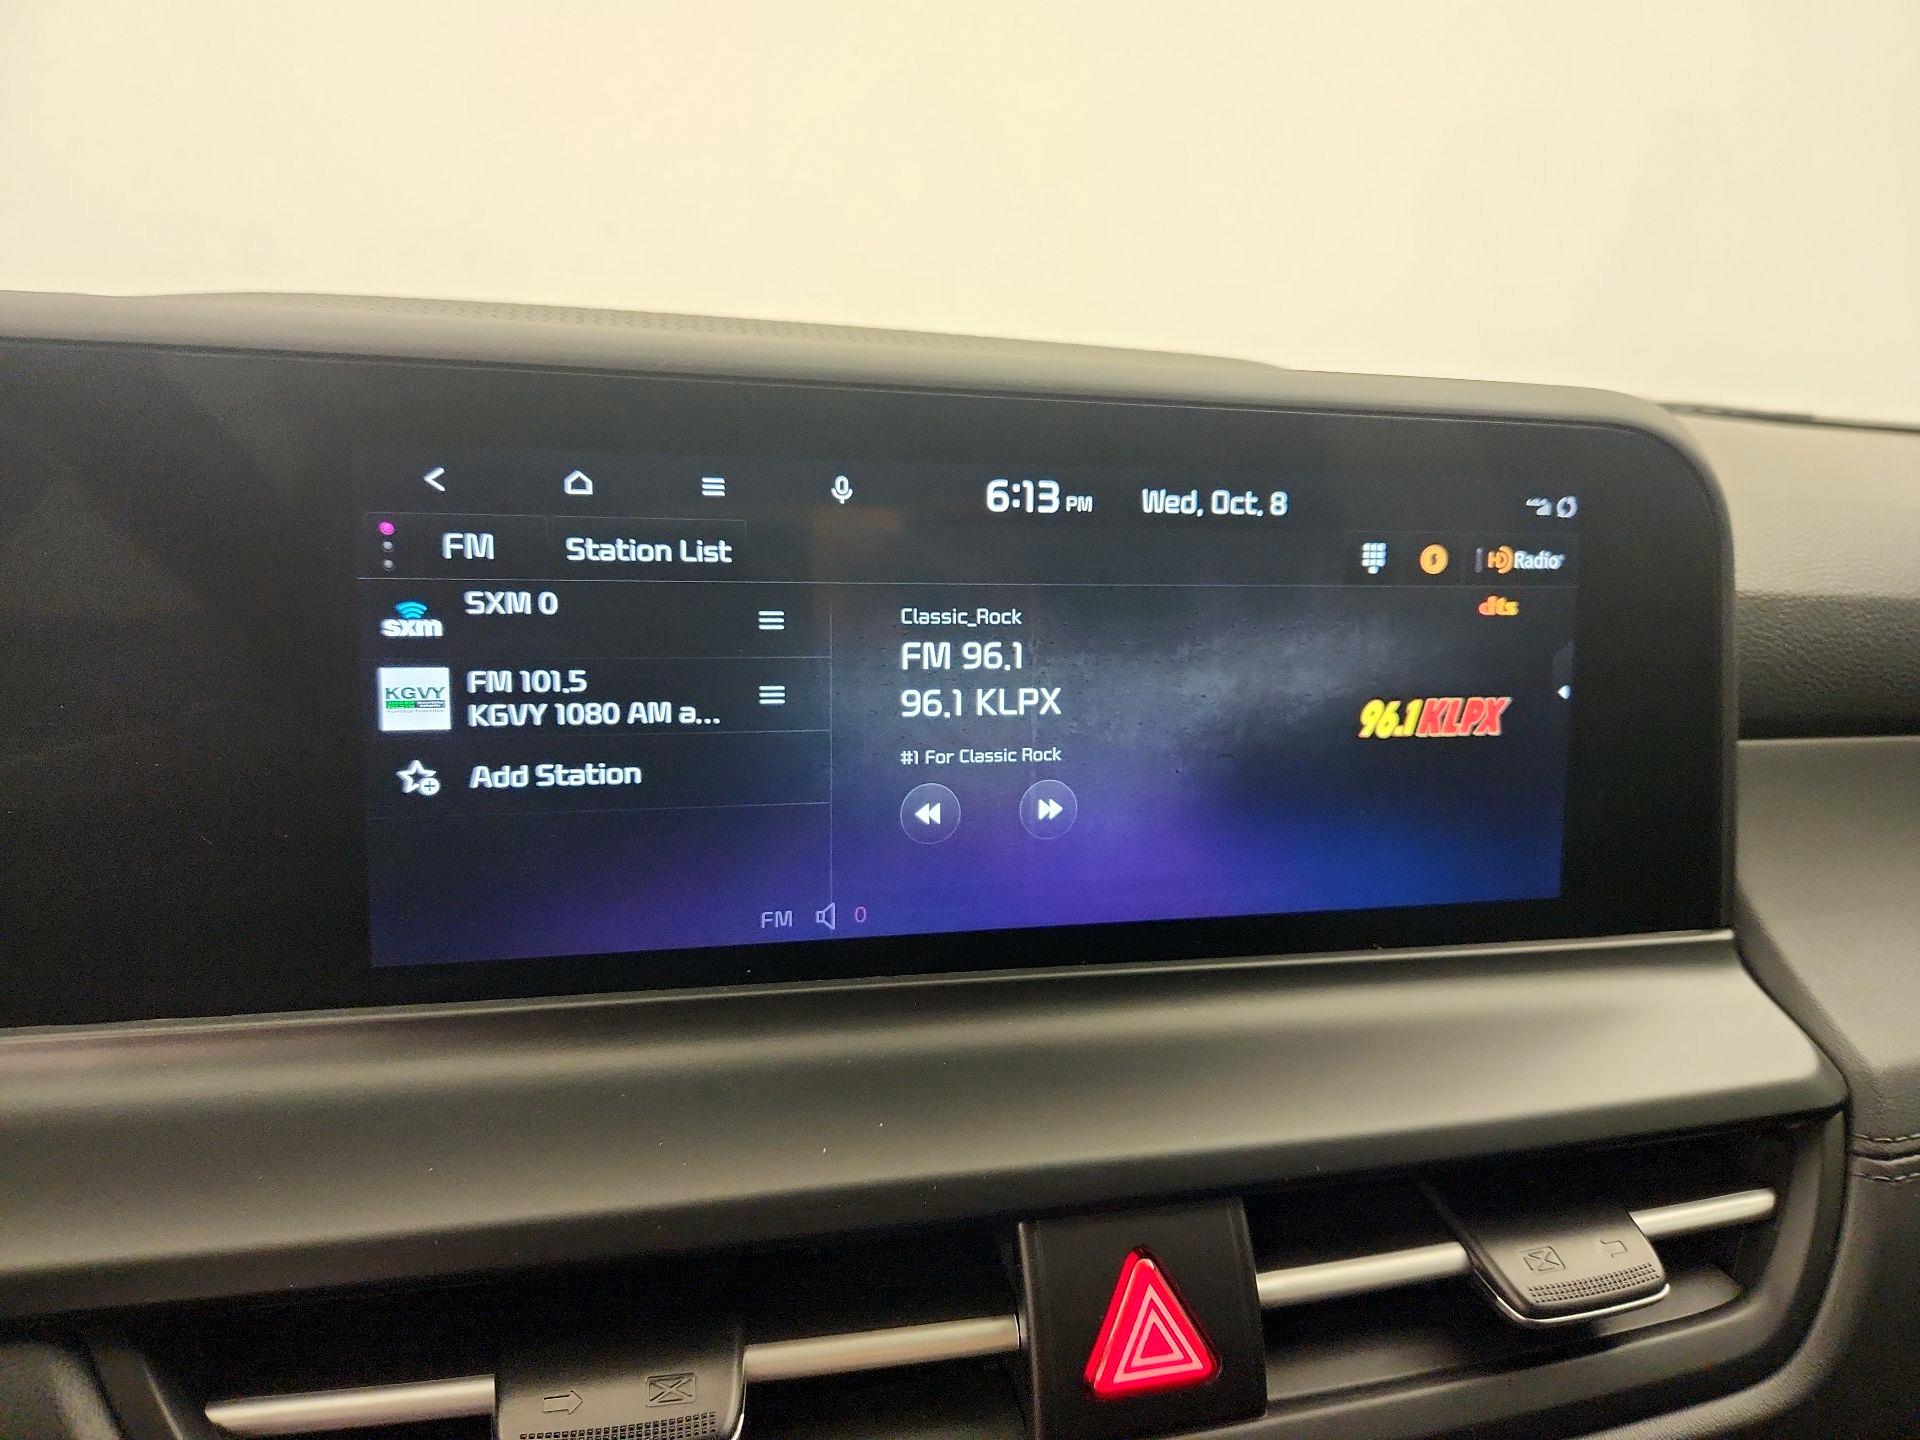 6:13 PM Wed, Oct. 8
FM Station List
HD Radio
sxm SXM 0
KGVY
FM 101.5
KGVY 1080 AM a...
Add Station
dts
Classic_Rock
FM 96.1
96.1 KLPX
#1 For Classic Rock
96.1 KLPX
FM 0